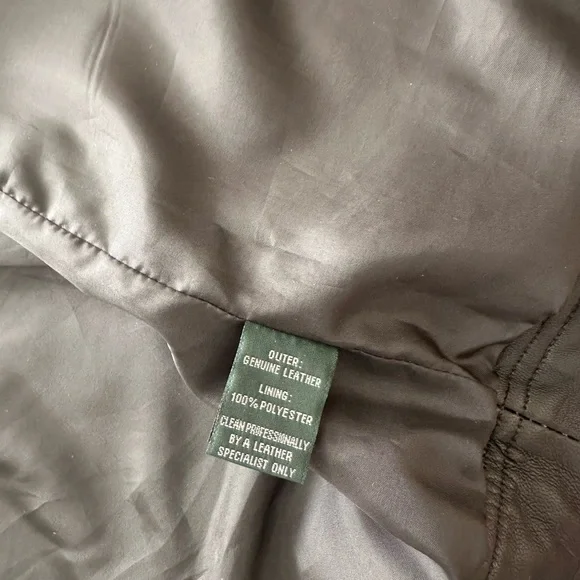 OUTER:
GENUINE LEATHER
LINING:
100% POLYESTER
CLEAN PROFESSIONALLY
BY A LEATHER
SPECIALIST ONLY